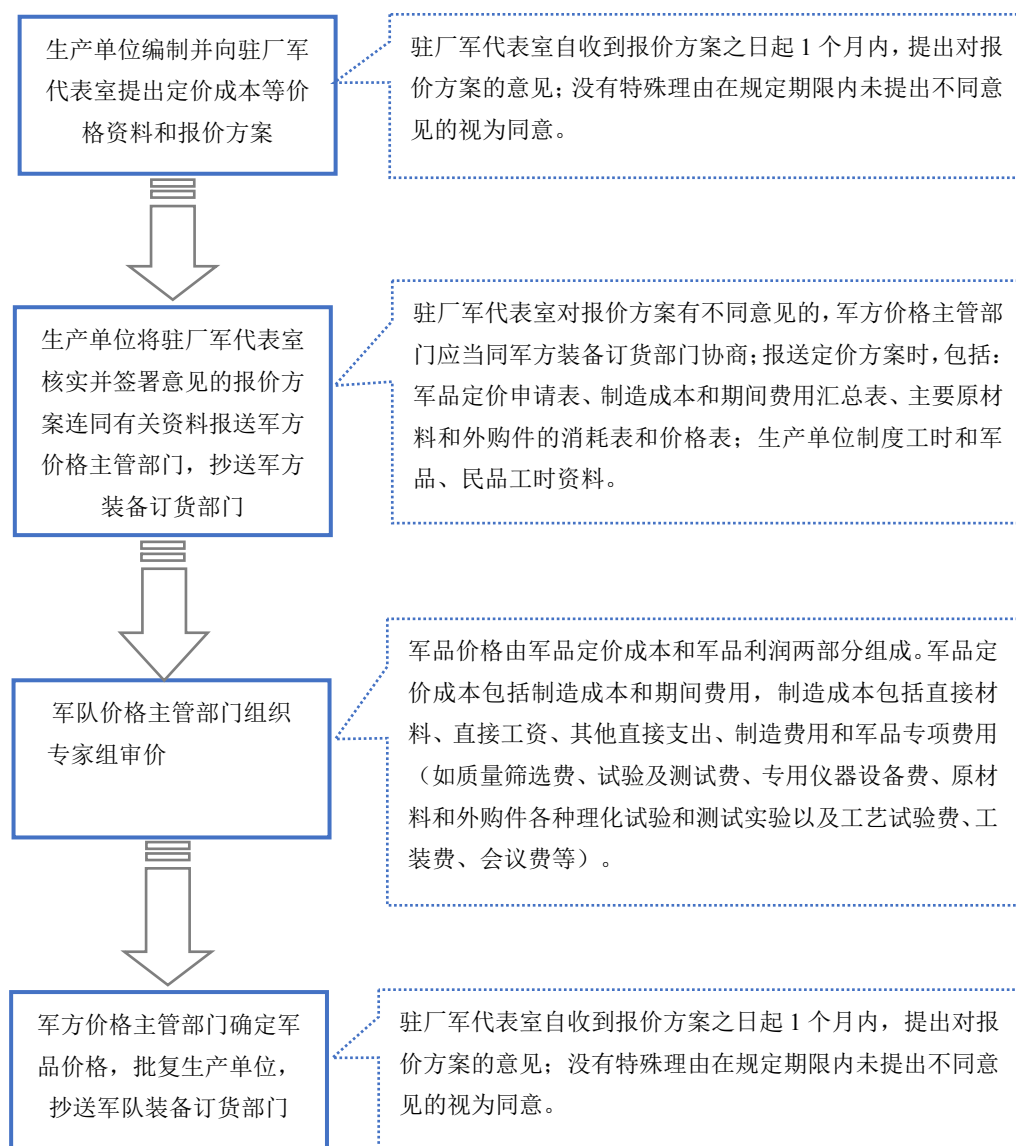 生产单位编制并向驻厂军
代表室提出定价成本等价
格资料和报价方案
驻厂军代表室自收到报价方案之日起 1 个月内，提出对报
价方案的意见；没有特殊理由在规定期限内未提出不同意
见的视为同意。
生产单位将驻厂军代表室
核实并签署意见的报价方
案连同有关资料报送军方
价格主管部门，抄送军方
装备订货部门
驻厂军代表室对报价方案有不同意见的，军方价格主管部
门应当同军方装备订货部门协商；报送定价方案时，包括：
军品定价申请表、制造成本和期间费用汇总表、主要原材
料和外购件的消耗表和价格表；生产单位制度工时和军
品、民品工时资料。
军队价格主管部门组织
专家组审价
军品价格由军品定价成本和军品利润两部分组成。军品定
价成本包括制造成本和期间费用，制造成本包括直接材
料、直接工资、其他直接支出、制造费用和军品专项费用
（如质量筛选费、试验及测试费、专用仪器设备费、原材
料和外购件各种理化试验和测试实验以及工艺试验费、工
装费、会议费等）。
军方价格主管部门确定军
品价格，批复生产单位，
抄送军队装备订货部门
驻厂军代表室自收到报价方案之日起 1 个月内，提出对报
价方案的意见；没有特殊理由在规定期限内未提出不同意
见的视为同意。